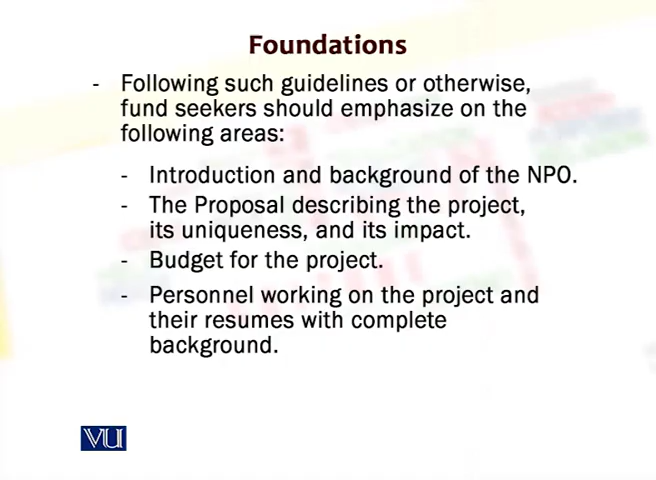 Foundations
- Following such guidelines or otherwise,
fund seekers should emphasize on the
following areas:
- Introduction and background of the NPO.
- The Proposal describing the project,
its uniqueness, and its impact.
- Budget for the project.
- Personnel working on the project and
their resumes with complete
background.
VU